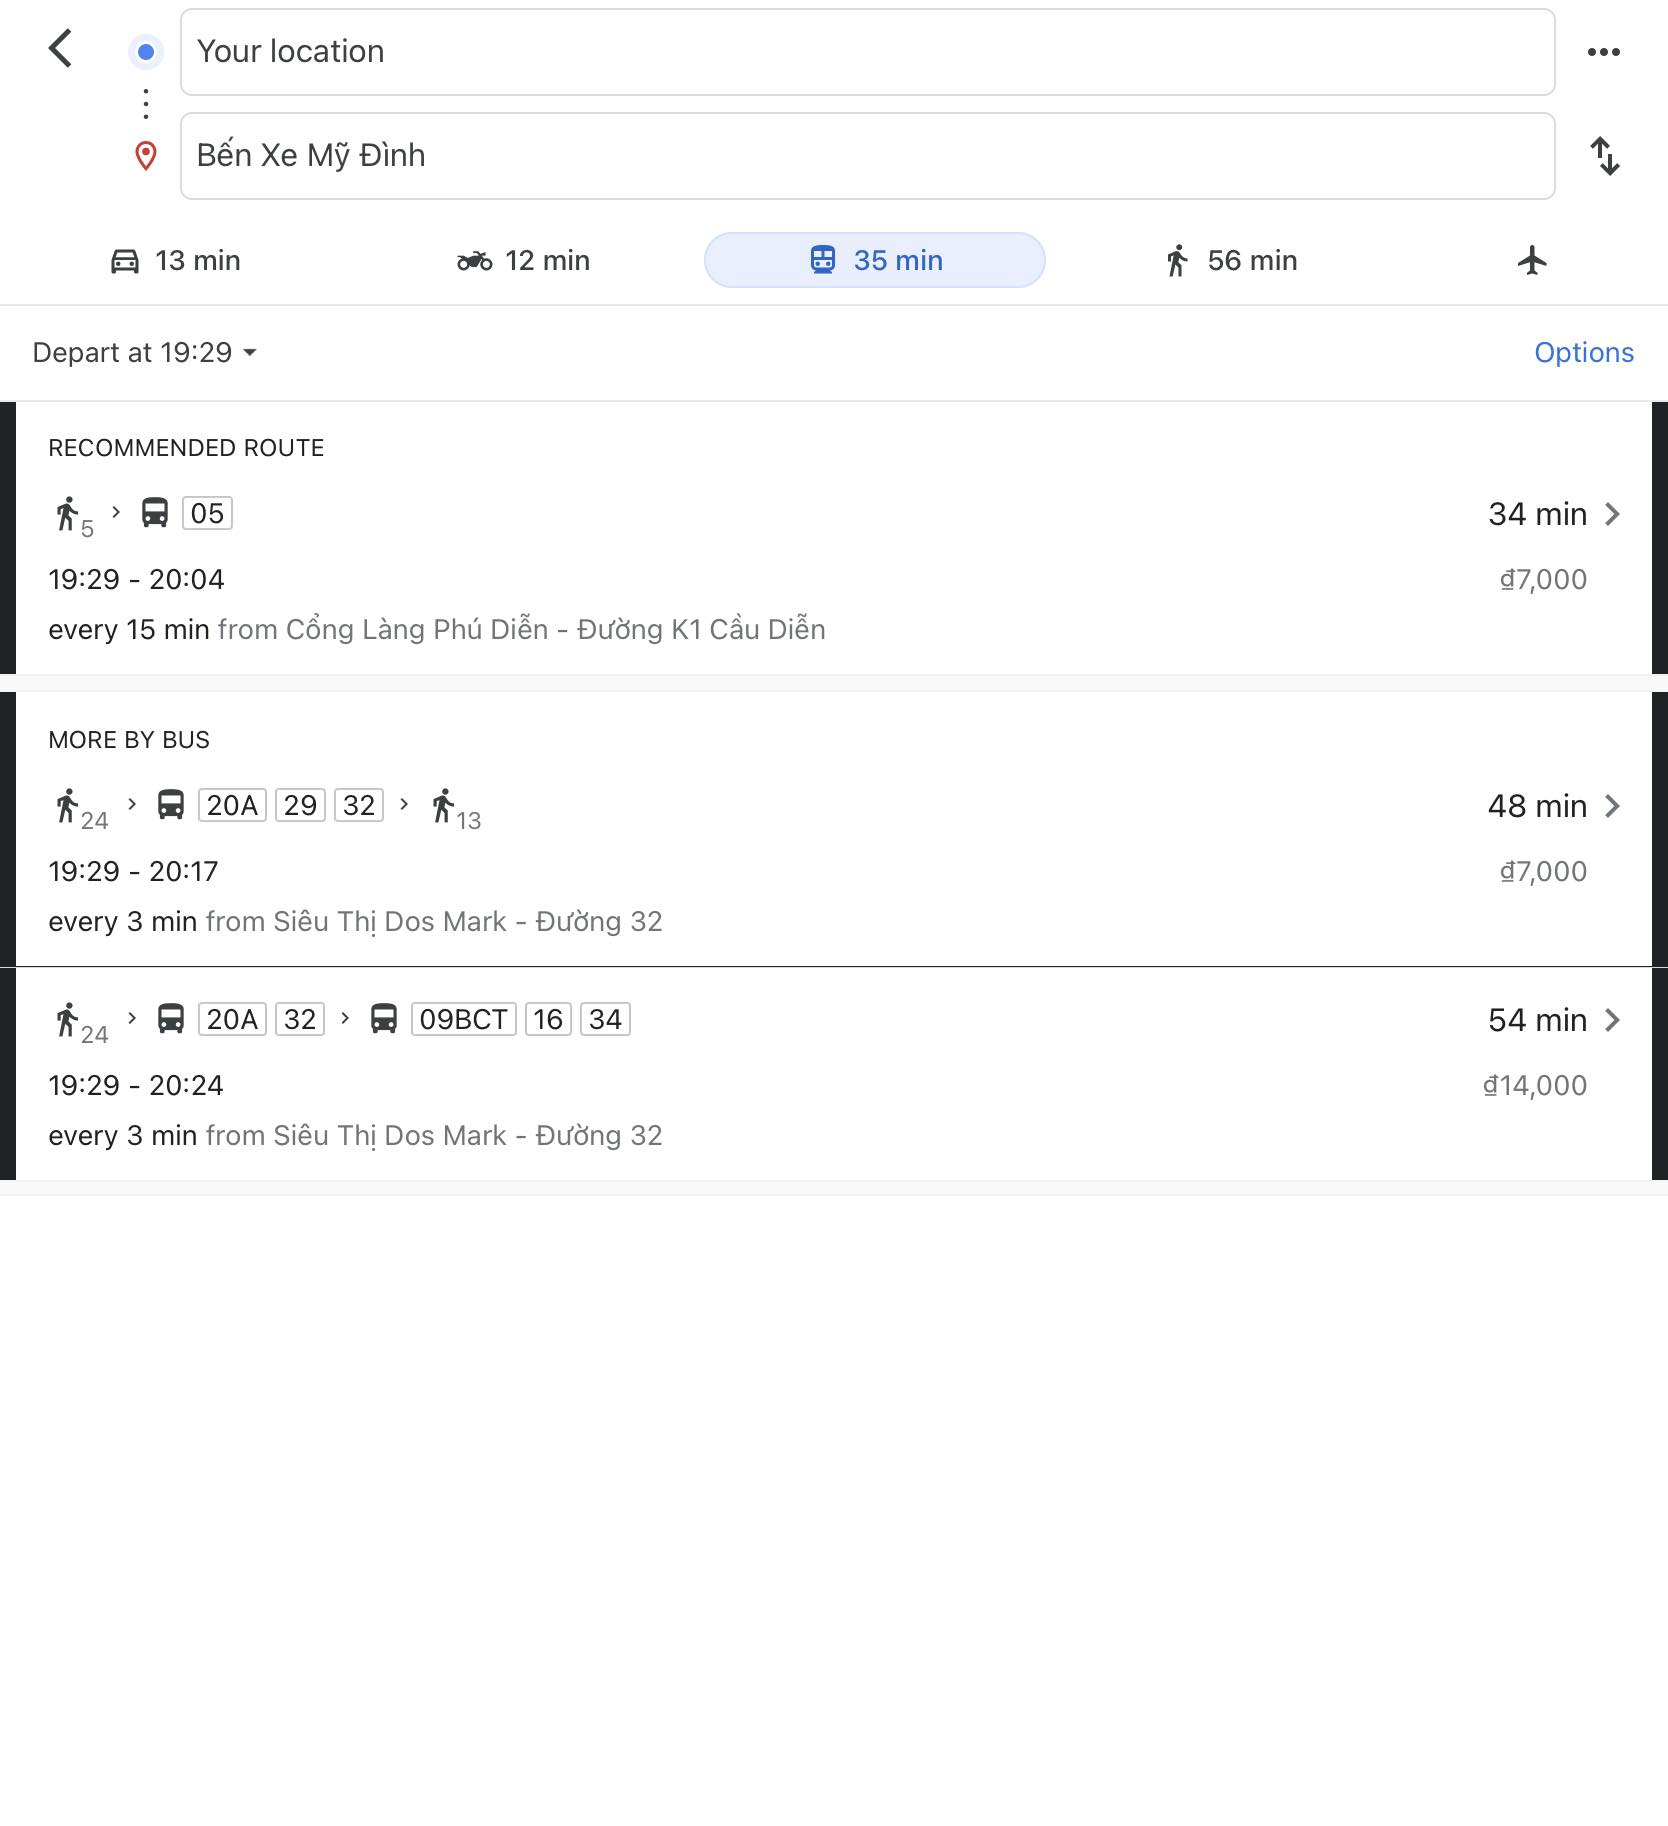 Your location
Bến Xe Mỹ Đình
13 min 12 min 35 min 56 min
Depart at 19:29 Options
RECOMMENDED ROUTE
5 05 34 min
19:29 - 20:04 ₫7,000
every 15 min from Cổng Làng Phú Diễn - Đường K1 Cầu Diễn
MORE BY BUS
24 20A 29 32 13 48 min
19:29 - 20:17 ₫7,000
every 3 min from Siêu Thị Dos Mark - Đường 32
24 20A 32 09BCT 16 34 54 min
19:29 - 20:24 ₫14,000
every 3 min from Siêu Thị Dos Mark - Đường 32